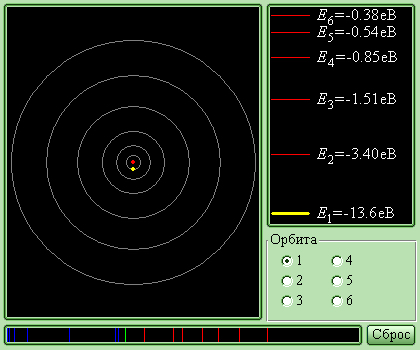 E6=-0.38eB
E5=-0.54eB
E4=-0.85eB
E3=-1.51eB
E2=-3.40eB
E1=-13.6eB
Орбита
1 4
2 5
3 6
Сброс